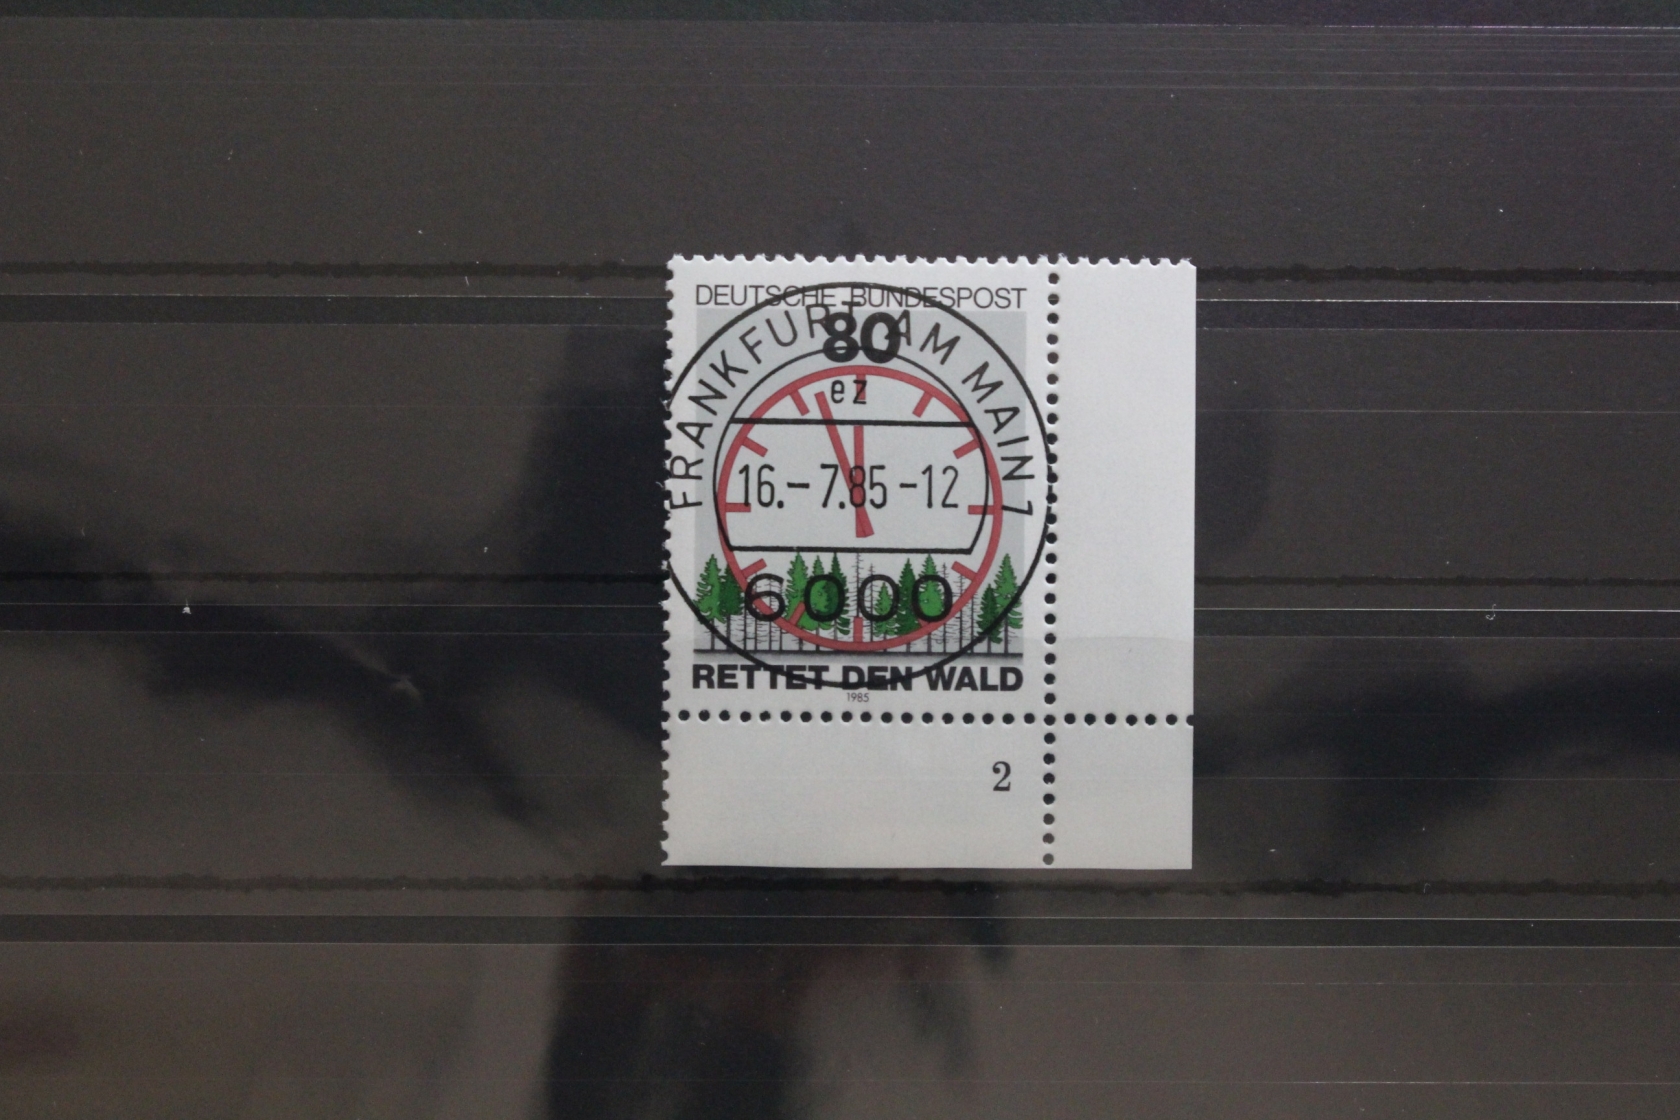 DEUTSCHE BUNDESPOST
80
FRANKFURT AM MAIN 1
ez
16.-7.85-12
6000
RETTET DEN WALD
1985
2